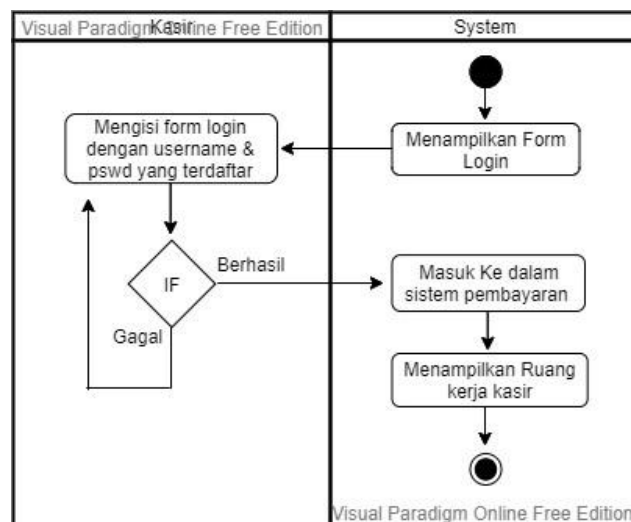 Visual Paradigm Online Free Edition
Kasir
System
Menampilkan Form
Login
Mengisi form login
dengan username &
pswd yang terdaftar
IF
Berhasil
Gagal
Masuk Ke dalam
sistem pembayaran
Menampilkan Ruang
kerja kasir
Visual Paradigm Online Free Edition